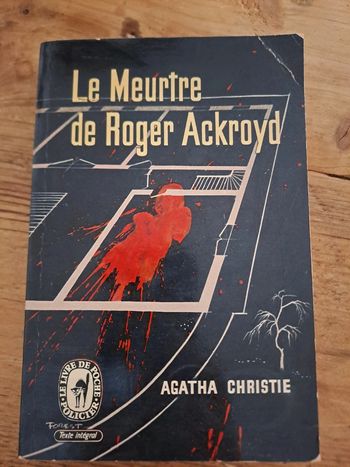 Le Meurtre
de Roger Ackroyd
AGATHA CHRISTIE
LE LIVRE DE POCHE
POLICIER
FOREST
Texte intégral